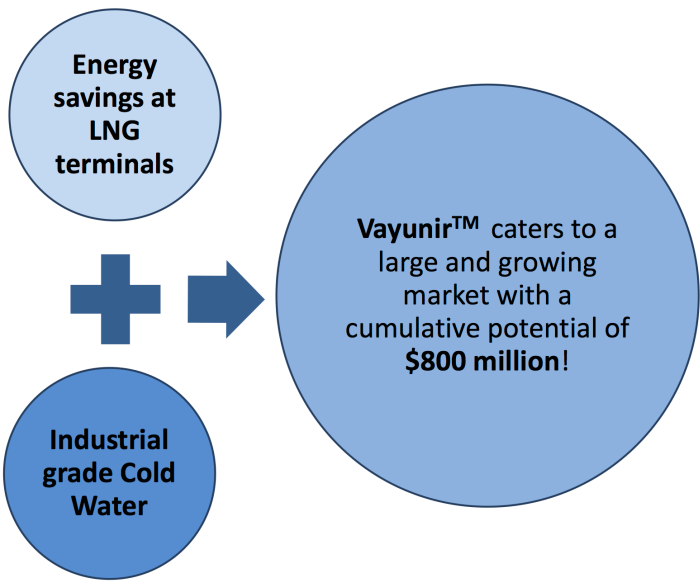 Energy
savings at
LNG
terminals
Industrial
grade Cold
Water
Vayunir™ caters to a
large and growing
market with a
cumulative potential of
$800 million!